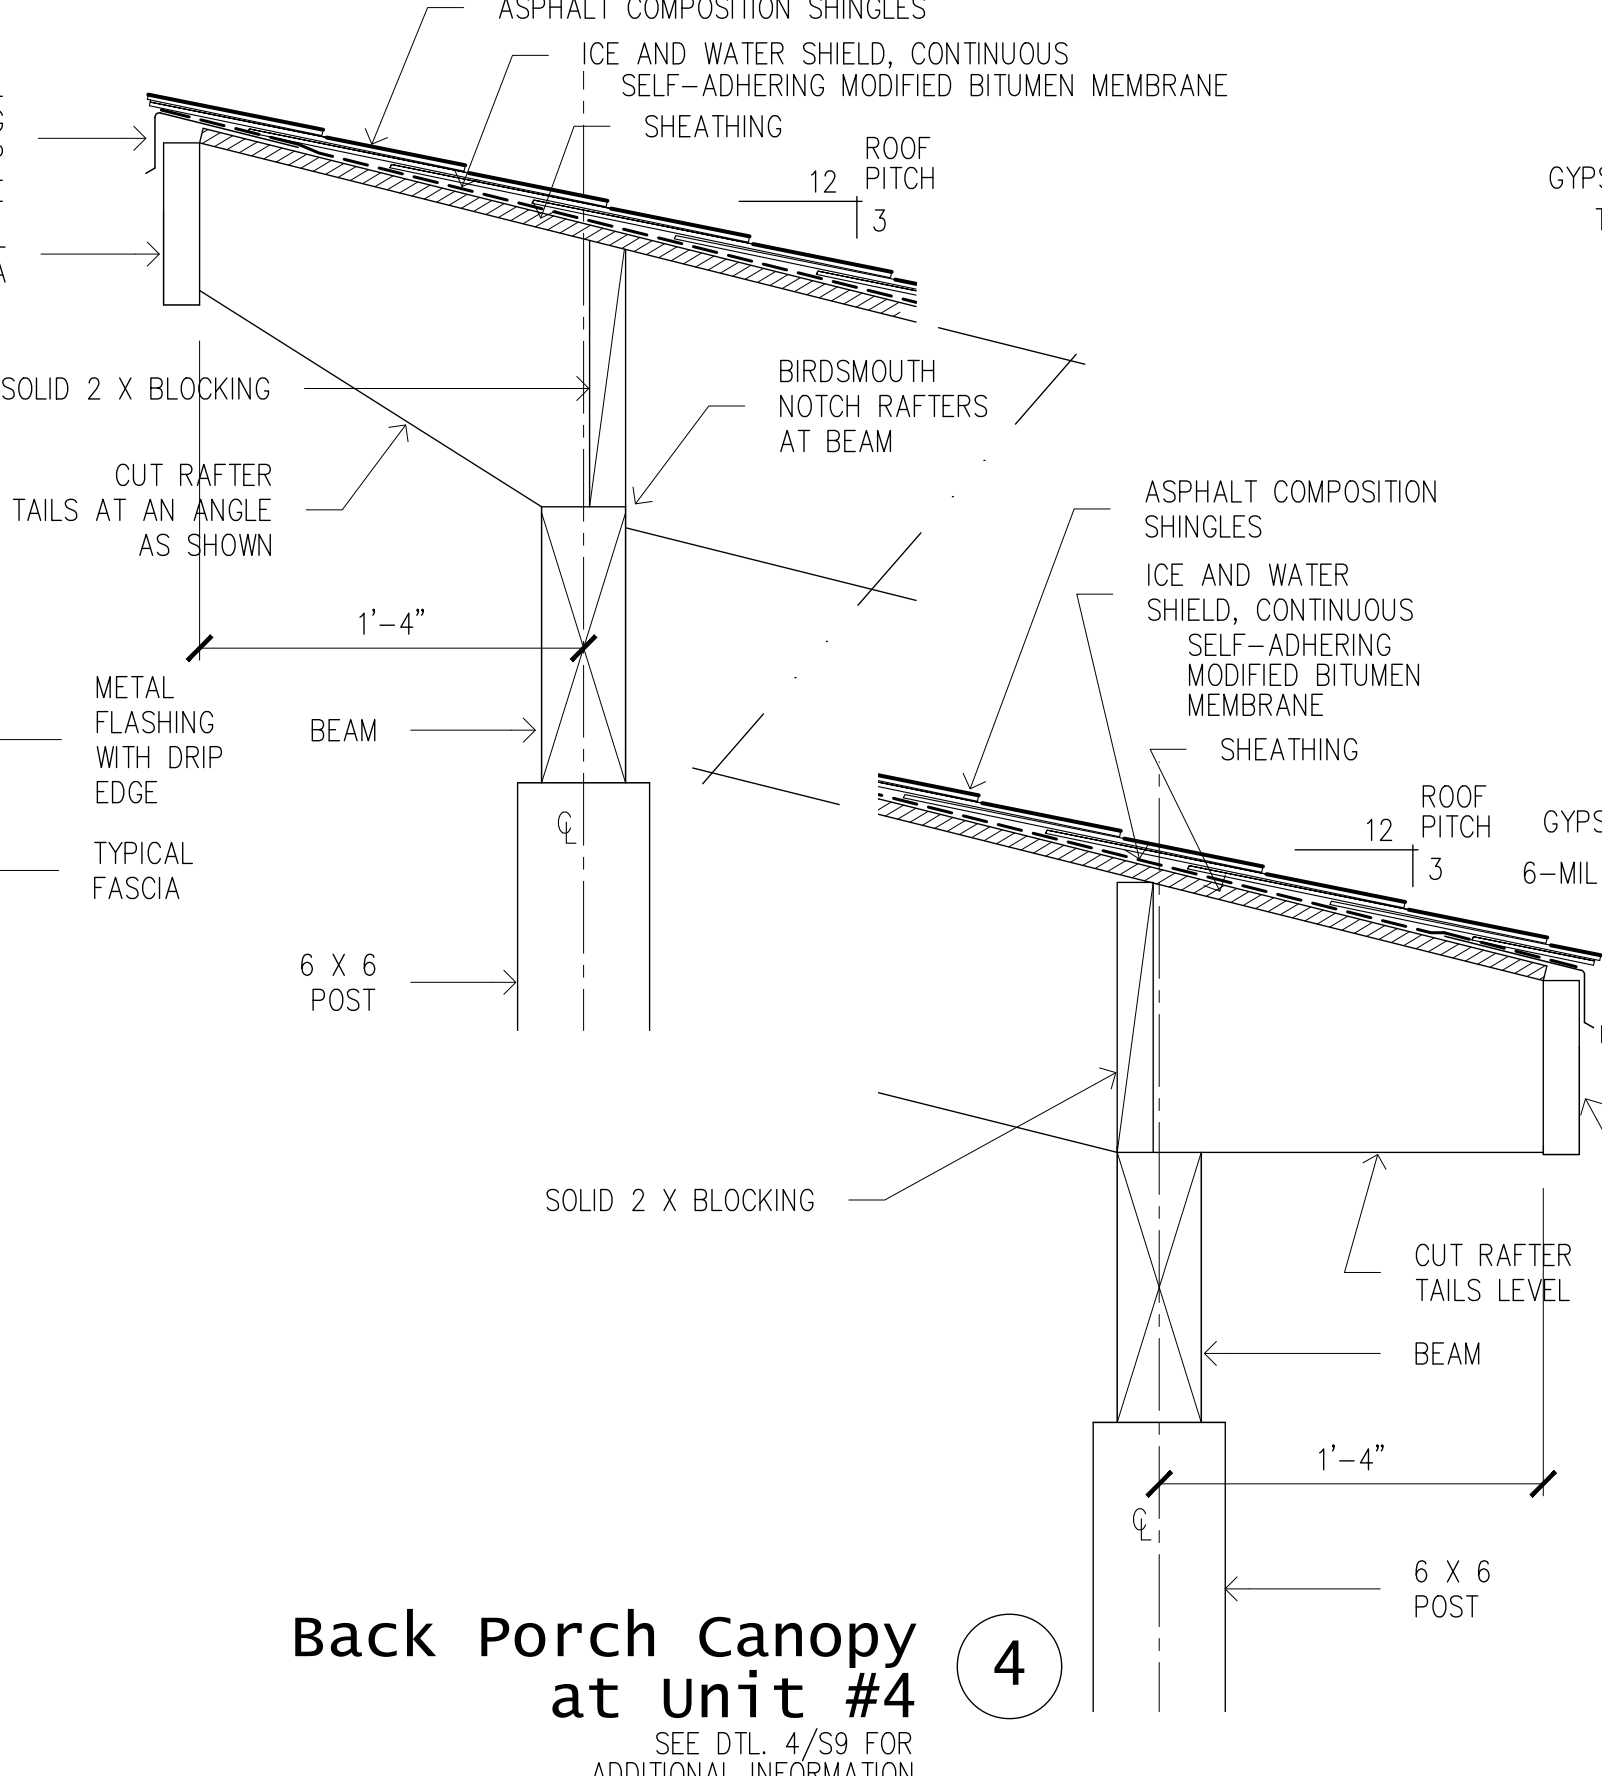 ASPHALT COMPOSITION SHINGLES
ICE AND WATER SHIELD, CONTINUOUS
SELF-ADHERING MODIFIED BITUMEN MEMBRANE
SHEATHING
ROOF
PITCH
12
3
SOLID 2 X BLOCKING
BIRDSMOUTH
NOTCH RAFTERS
AT BEAM
CUT RAFTER
TAILS AT AN ANGLE
AS SHOWN
1'-4"
METAL
FLASHING
WITH DRIP
EDGE
BEAM
TYPICAL
FASCIA
6 X 6
POST
ASPHALT COMPOSITION
SHINGLES
ICE AND WATER
SHIELD, CONTINUOUS
SELF-ADHERING
MODIFIED BITUMEN
MEMBRANE
SHEATHING
ROOF
PITCH
12
3
GYPS
6-MIL
SOLID 2 X BLOCKING
CUT RAFTER
TAILS LEVEL
BEAM
1'-4"
6 X 6
POST
Back Porch Canopy
at Unit #4
4
SEE DTL. 4/S9 FOR
ADDITIONAL INFORMATION